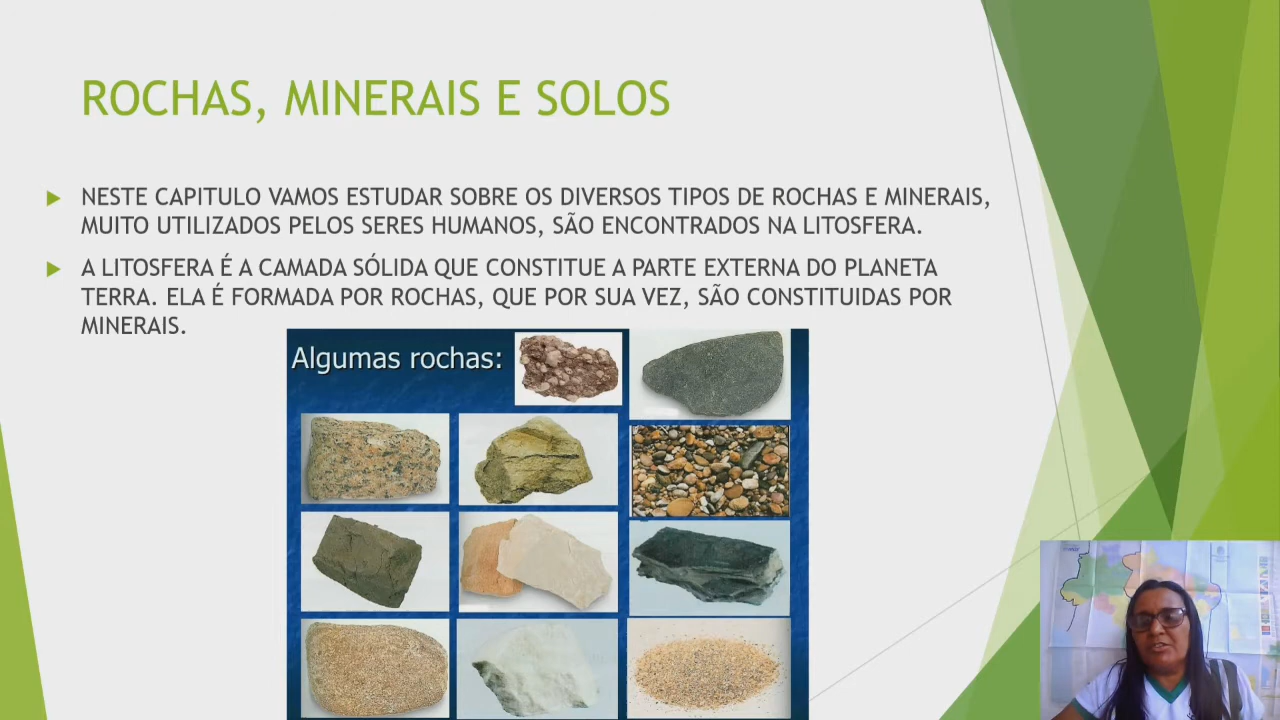 ROCHAS, MINERAIS E SOLOS
NESTE CAPITULO VAMOS ESTUDAR SOBRE OS DIVERSOS TIPOS DE ROCHAS E MINERAIS,
MUITO UTILIZADOS PELOS SERES HUMANOS, SÃO ENCONTRADOS NA LITOSFERA.
A LITOSFERA É A CAMADA SÓLIDA QUE CONSTITUE A PARTE EXTERNA DO PLANETA
TERRA. ELA É FORMADA POR ROCHAS, QUE POR SUA VEZ, SÃO CONSTITUIDAS POR
MINERAIS.
Algumas rochas: